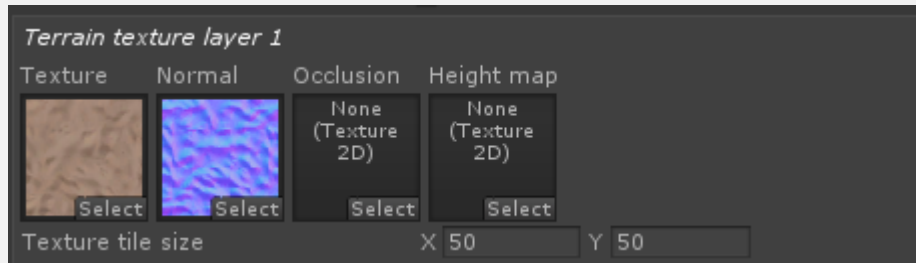 Terrain texture layer 1
Texture Normal Occlusion Height map
None (Texture 2D) None (Texture 2D)
Select Select Select Select
Texture tile size X 50 Y 50